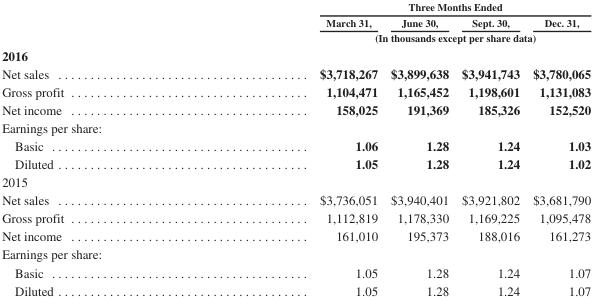 Three Months Ended
March 31, June 30, Sept. 30, Dec. 31,
(In thousands except per share data)
2016
Net sales ..................................... $3,718,267 $3,899,638 $3,941,743 $3,780,065
Gross profit .................................... 1,104,471 1,165,452 1,198,601 1,131,083
Net income .................................... 158,025 191,369 185,326 152,520
Earnings per share:
Basic ....................................... 1.06 1.28 1.24 1.03
Diluted ...................................... 1.05 1.28 1.24 1.02
2015
Net sales ..................................... $3,736,051 $3,940,401 $3,921,802 $3,681,790
Gross profit .................................... 1,112,819 1,178,330 1,169,225 1,095,478
Net income .................................... 161,010 195,373 188,016 161,273
Earnings per share:
Basic ....................................... 1.05 1.28 1.24 1.07
Diluted ...................................... 1.05 1.28 1.24 1.07